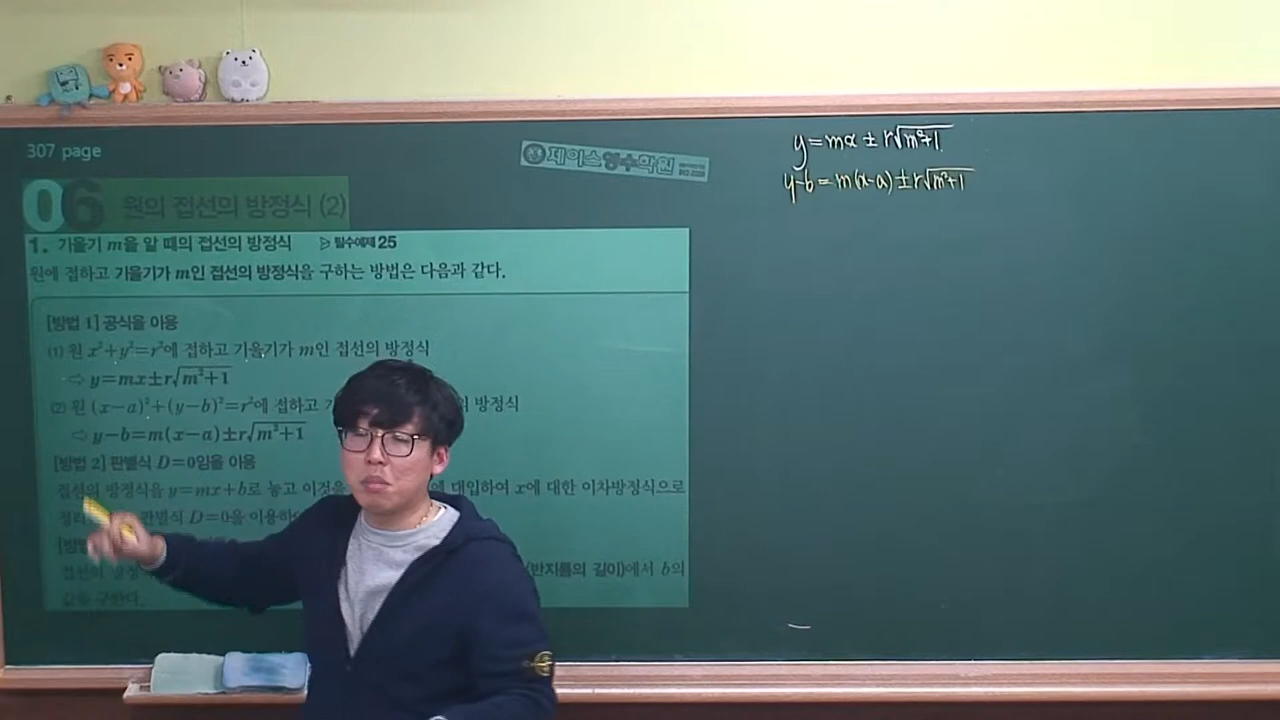 307 page
제이스영수학원
06 원의 접선의 방정식 (2)
1. 기울기 m을 알 때의 접선의 방정식 ▷ 필수예제 25
원에 접하고 기울기가 m인 접선의 방정식을 구하는 방법은 다음과 같다.
[방법 1] 공식을 이용
⑴ 원 x²+y²=r²에 접하고 기울기가 m인 접선의 방정식
⇨ y=mx±r√(m²+1)
⑵ 원 (x-a)²+(y-b)²=r²에 접하고 방정식
⇨ y-b=m(x-a)±r√(m²+1)
[방법 2] 판별식 D=0임을 이용
접선의 방정식을 y=mx+b로 놓고 이것을 대입하여 x에 대한 이차방정식으로
판별식 D=0을 이용하
(반지름의 길이)에서 b의
값을 구한다.
y=mx±r√(m²+1)
y-b=m(x-a)±r√(m²+1)